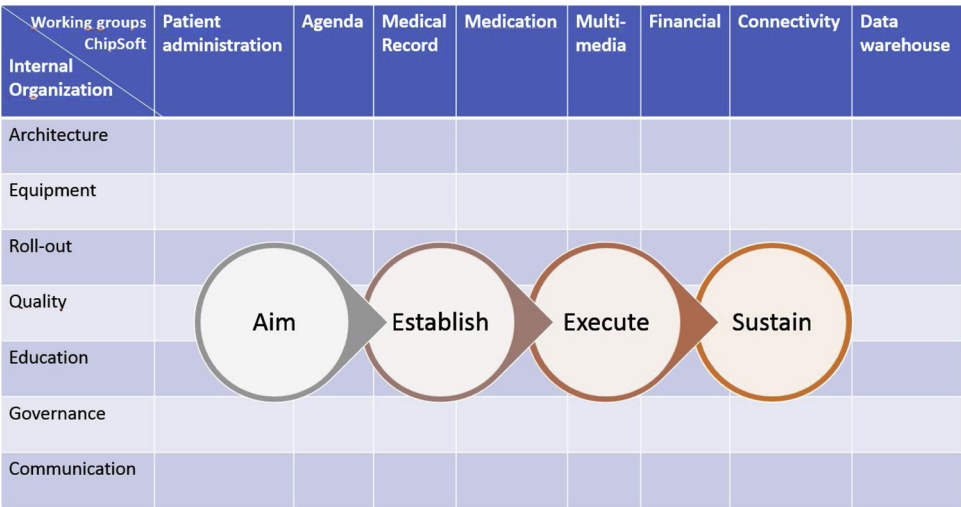 Working groups
ChipSoft
Internal
Organization
Patient
administration
Agenda
Medical
Record
Medication
Multi-
media
Financial
Connectivity
Data
warehouse
Architecture
Equipment
Roll-out
Quality
Education
Governance
Communication
Aim
Establish
Execute
Sustain